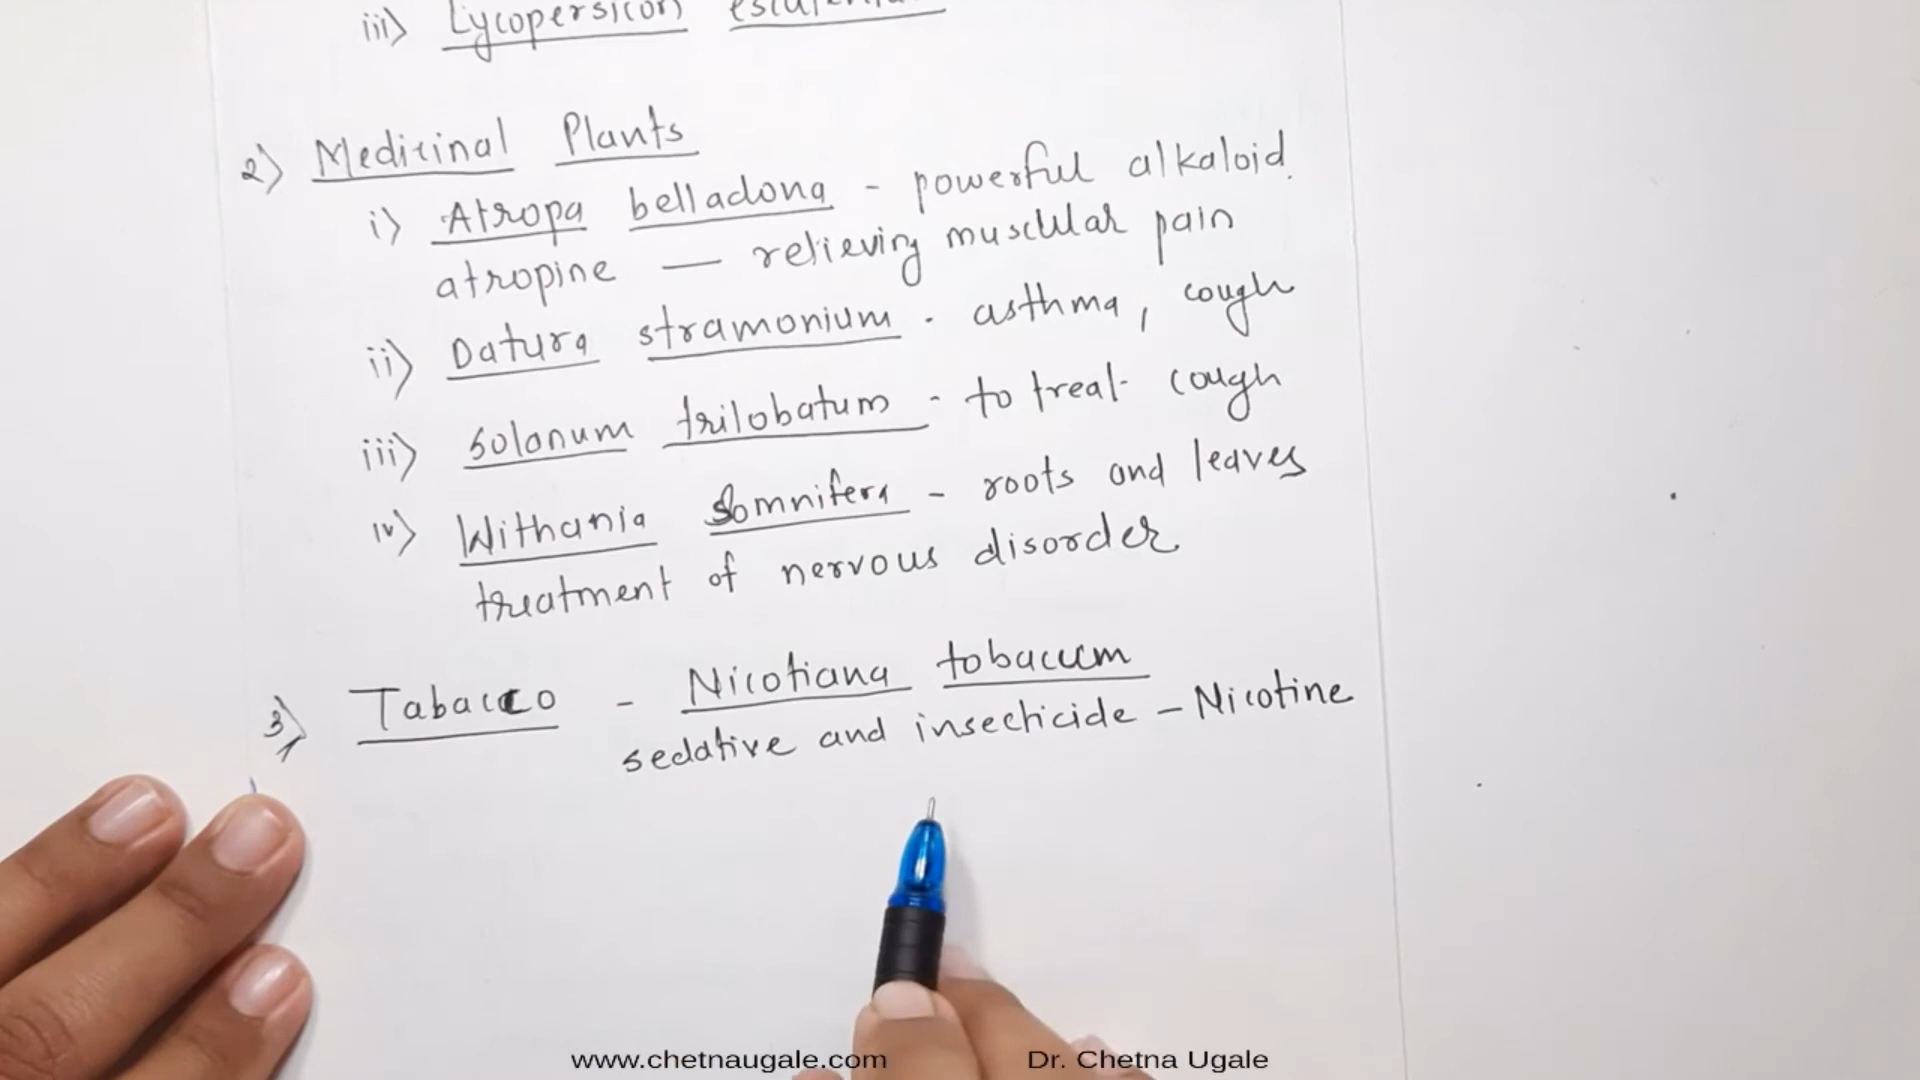 iii) Lycopersicon
2) Medicinal Plants
i) Atropa belladona - powerful alkaloid.
atropine — relieving muscular pain
ii) Datura stramonium - asthma, cough
iii) Solanum trilobatum - to treat cough
iv) Withania Somnifera - roots and leaves
treatment of nervous disorder
3) Tabacco - Nicotiana tobaccum
sedative and insecticide - Nicotine
www.chetnaugale.com Dr. Chetna Ugale